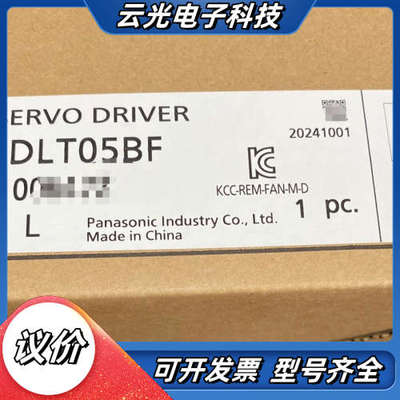 云光电子科技
ERVO DRIVER
20241001
DLT05BF
KCC-REM-FAN-M-D
L
Panasonic Industry Co., Ltd.
1 pc.
Made in China
议价
可开发票 型号齐全